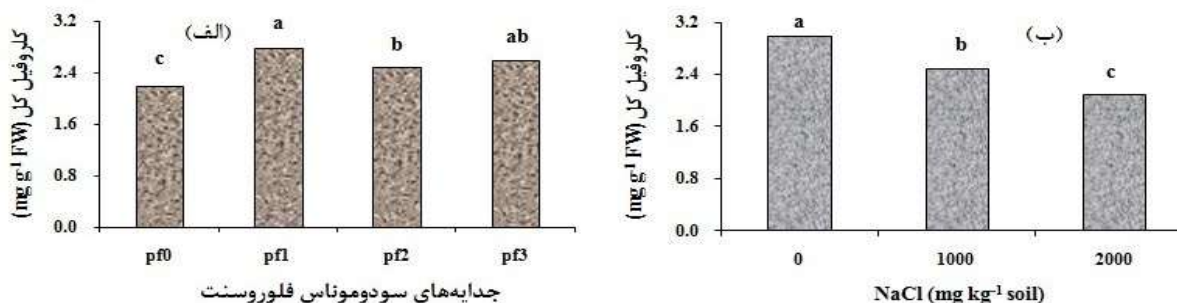 کلروفیل کل (mg g⁻¹ FW)
3.2
2.4
1.6
0.8
0.0
(الف)
c
a
b
ab
pf0 pf1 pf2 pf3
جدایه‌های سودوموناس فلوروسنت
کلروفیل کل (mg g⁻¹ FW)
3.2
2.4
1.6
0.8
0.0
(ب)
a
b
c
0 1000 2000
NaCl (mg kg⁻¹ soil)